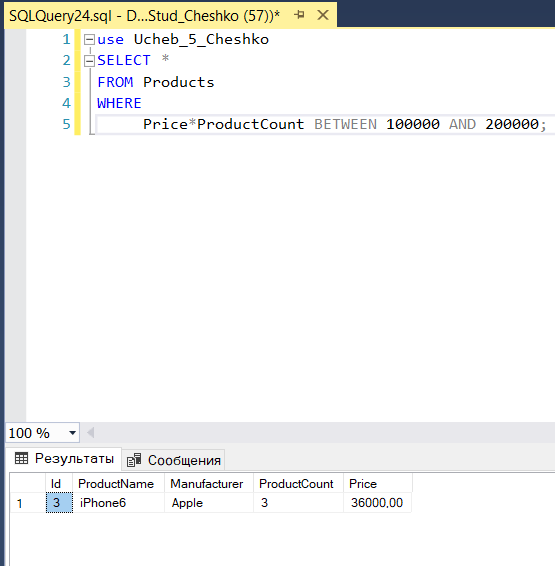 SQLQuery24.sql - D...Stud_Cheshko (57))*
1 use Ucheb_5_Cheshko
2 SELECT *
3 FROM Products
4 WHERE
5 Price*ProductCount BETWEEN 100000 AND 200000;
100 %
Результаты Сообщения
Id ProductName Manufacturer ProductCount Price
1 3 iPhone6 Apple 3 36000,00